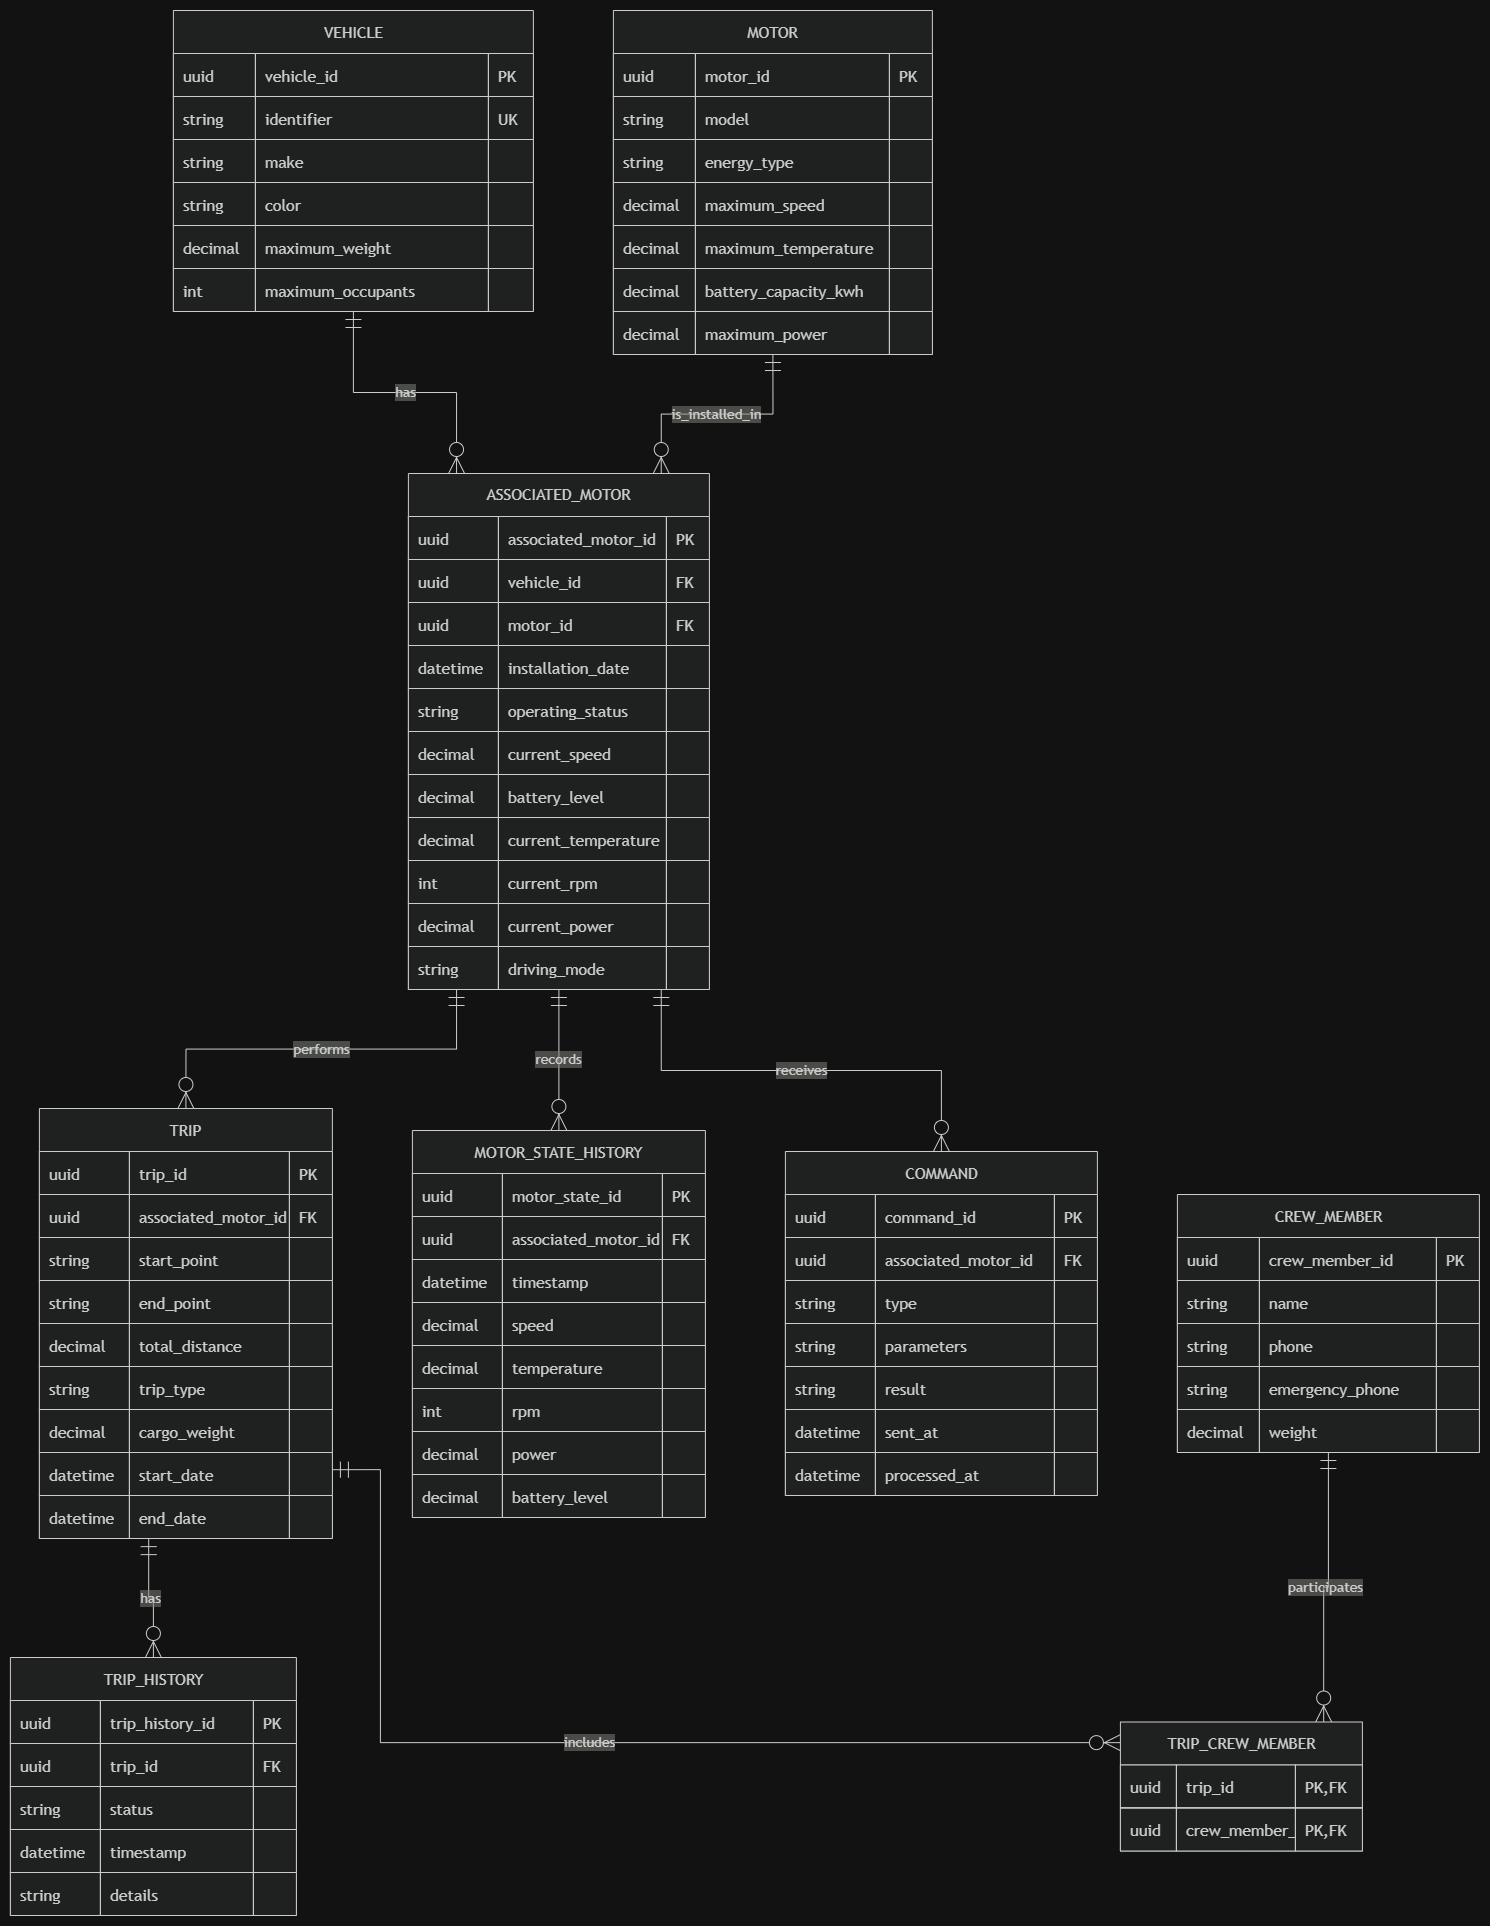 VEHICLE
uuid vehicle_id PK
string identifier UK
string make
string color
decimal maximum_weight
int maximum_occupants
MOTOR
uuid motor_id PK
string model
string energy_type
decimal maximum_speed
decimal maximum_temperature
decimal battery_capacity_kwh
decimal maximum_power
has
is_installed_in
ASSOCIATED_MOTOR
uuid associated_motor_id PK
uuid vehicle_id FK
uuid motor_id FK
datetime installation_date
string operating_status
decimal current_speed
decimal battery_level
decimal current_temperature
int current_rpm
decimal current_power
string driving_mode
performs
records
receives
TRIP
uuid trip_id PK
uuid associated_motor_id FK
string start_point
string end_point
decimal total_distance
string trip_type
decimal cargo_weight
datetime start_date
datetime end_date
MOTOR_STATE_HISTORY
uuid motor_state_id PK
uuid associated_motor_id FK
datetime timestamp
decimal speed
decimal temperature
int rpm
decimal power
decimal battery_level
COMMAND
uuid command_id PK
uuid associated_motor_id FK
string type
string parameters
string result
datetime sent_at
datetime processed_at
CREW_MEMBER
uuid crew_member_id PK
string name
string phone
string emergency_phone
decimal weight
has
participates
includes
TRIP_HISTORY
uuid trip_history_id PK
uuid trip_id FK
string status
datetime timestamp
string details
TRIP_CREW_MEMBER
uuid trip_id PK,FK
uuid crew_member_ PK,FK